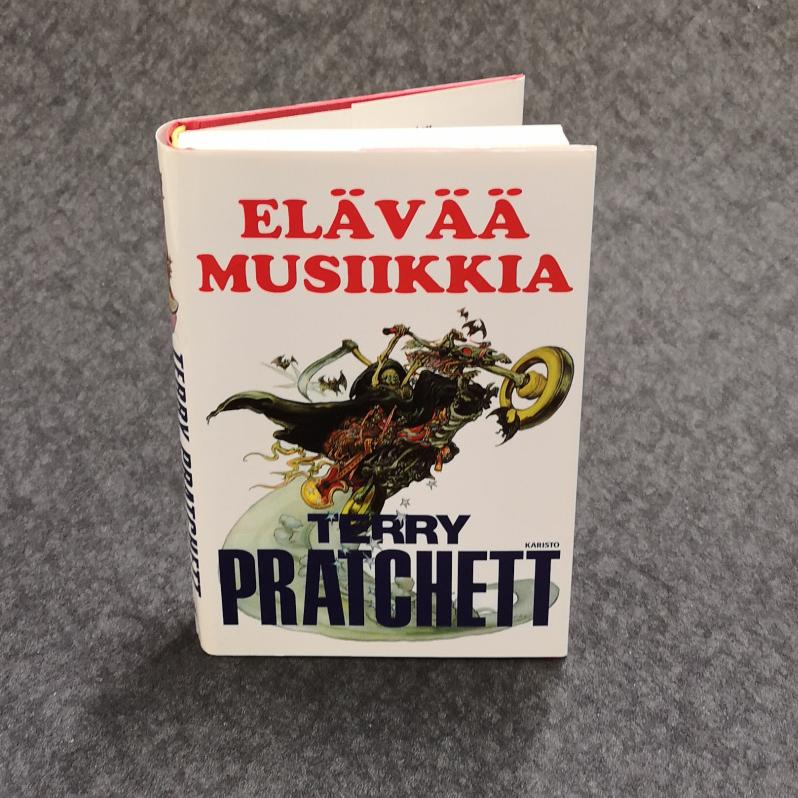 ELÄVÄÄ
MUSIIKKIA
TERRY
PRATCHETT
KARISTO
TERRY PRATCHETT